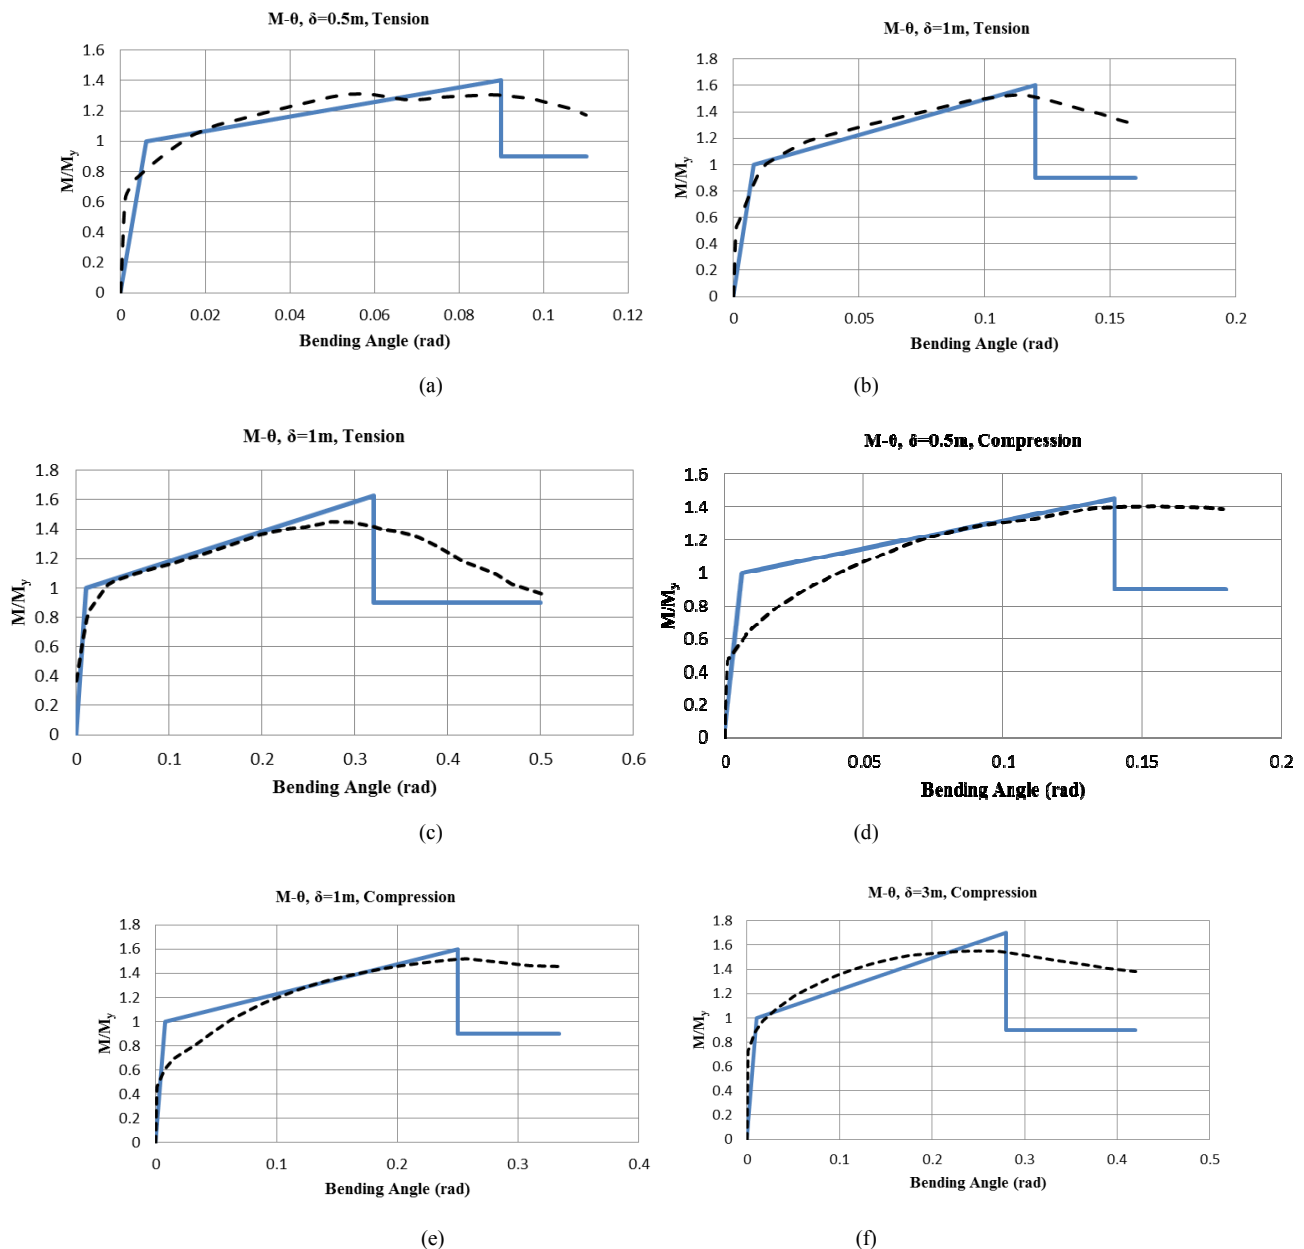 M-θ, δ=0.5m, Tension
1.6
1.4
1.2
1
0.8
0.6
0.4
0.2
0
M/My
0 0.02 0.04 0.06 0.08 0.1 0.12
Bending Angle (rad)
(a)
M-θ, δ=1m, Tension
1.8
1.6
1.4
1.2
1
0.8
0.6
0.4
0.2
0
M/My
0 0.05 0.1 0.15 0.2
Bending Angle (rad)
(b)
M-θ, δ=1m, Tension
1.8
1.6
1.4
1.2
1
0.8
0.6
0.4
0.2
0
M/My
0 0.1 0.2 0.3 0.4 0.5 0.6
Bending Angle (rad)
(c)
M-θ, δ=0.5m, Compression
1.6
1.4
1.2
1
0.8
0.6
0.4
0.2
0
M/My
0 0.05 0.1 0.15 0.2
Bending Angle (rad)
(d)
M-θ, δ=1m, Compression
1.8
1.6
1.4
1.2
1
0.8
0.6
0.4
0.2
0
M/My
0 0.1 0.2 0.3 0.4
Bending Angle (rad)
(e)
M-θ, δ=3m, Compression
1.8
1.6
1.4
1.2
1
0.8
0.6
0.4
0.2
0
M/My
0 0.1 0.2 0.3 0.4 0.5
Bending Angle (rad)
(f)